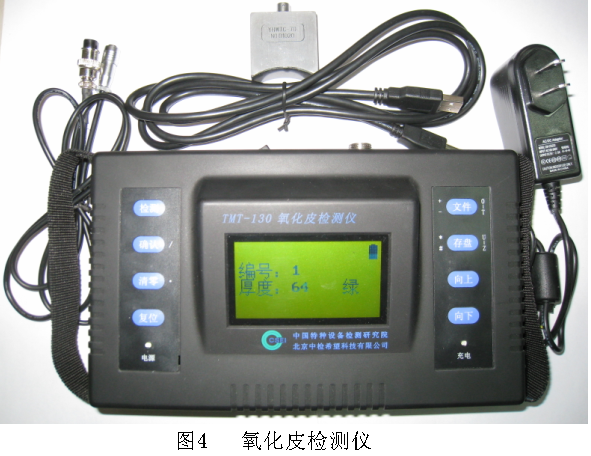 TMT-130 氧化皮检测仪
检测
确认
清零
复位
电源
编号: 1
厚度: 64 绿
文件
存盘
向上
向下
充电
中国特种设备检测研究院
北京中检希望科技有限公司
图4 氧化皮检测仪